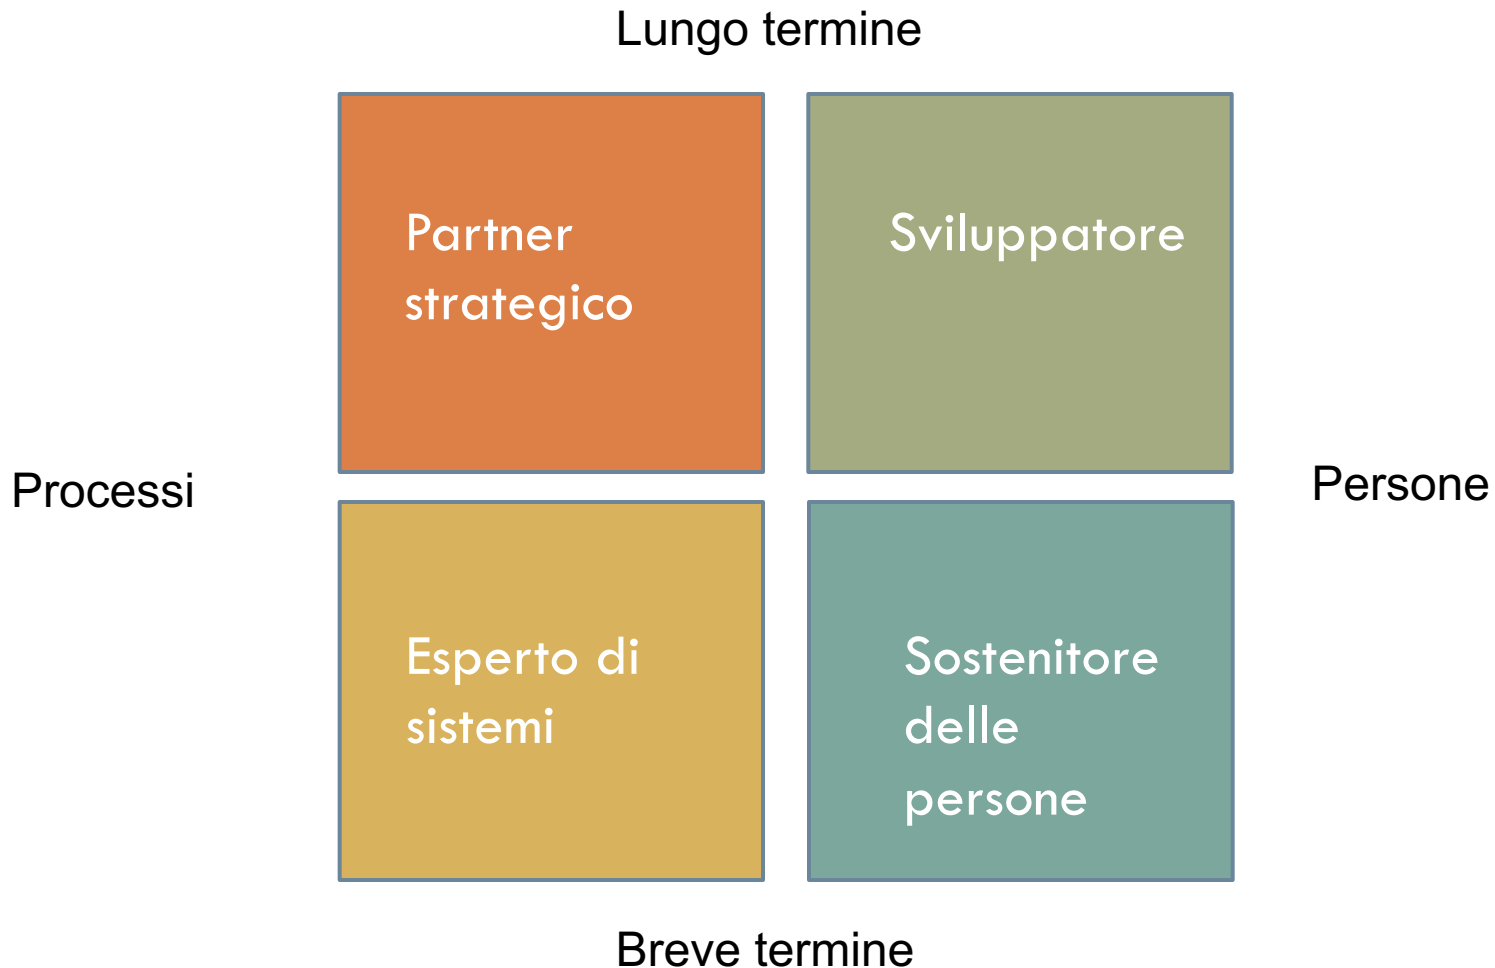 Lungo termine
Partner
strategico
Sviluppatore
Processi
Persone
Esperto di
sistemi
Sostenitore
delle
persone
Breve termine